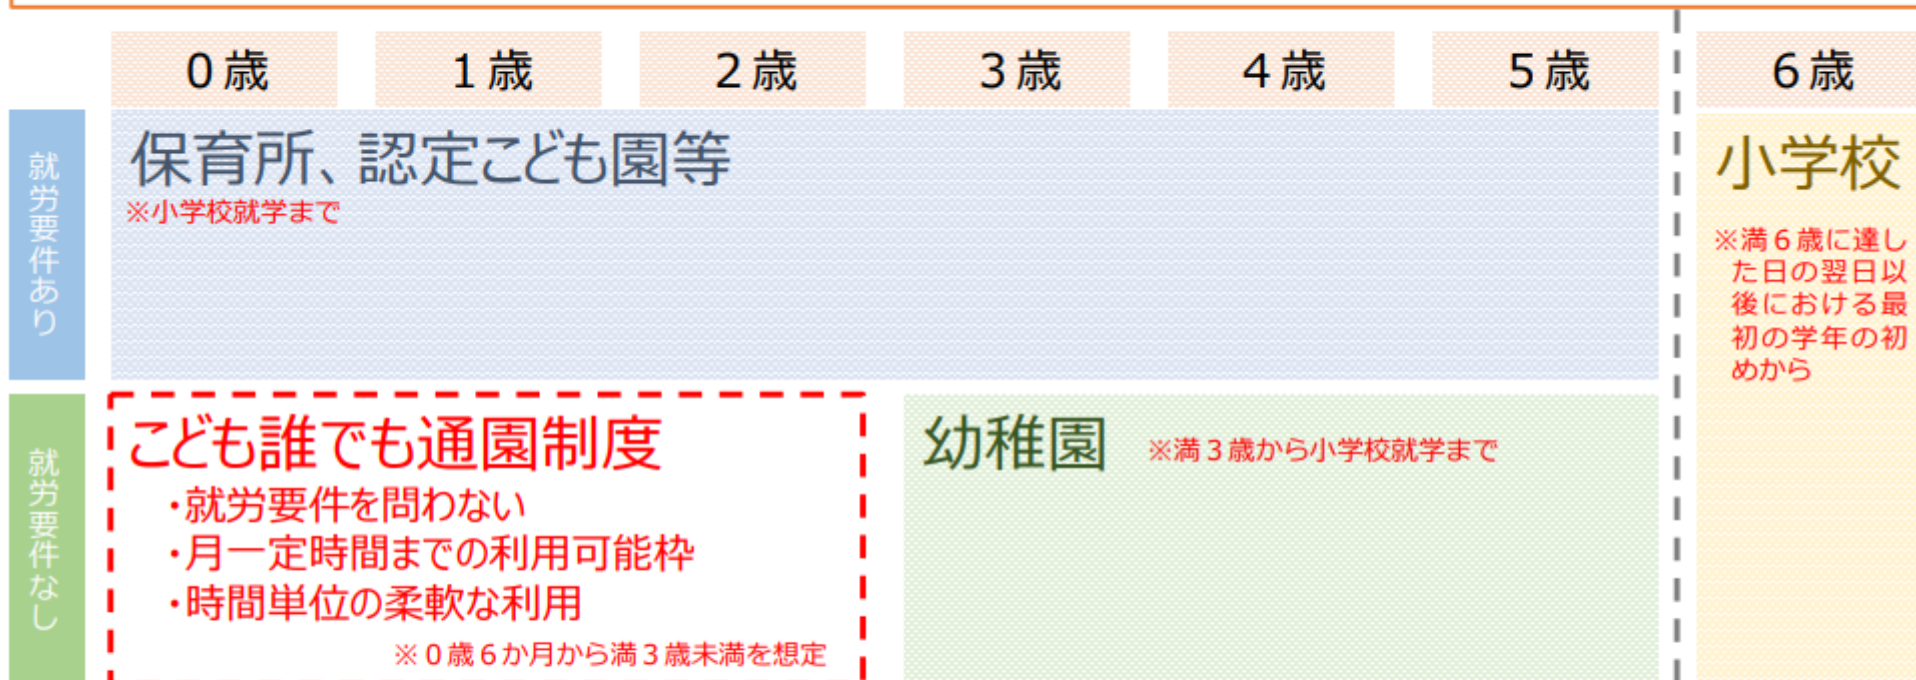 0歳
1歳
2歳
3歳
4歳
5歳
6歳
就労要件あり
保育所、認定こども園等
※小学校就学まで
小学校
※満6歳に達し
た日の翌日以
後における最
初の学年の初
めから
就労要件なし
こども誰でも通園制度
・就労要件を問わない
・月一定時間までの利用可能枠
・時間単位の柔軟な利用
※0歳6か月から満3歳未満を想定
幼稚園
※満3歳から小学校就学まで